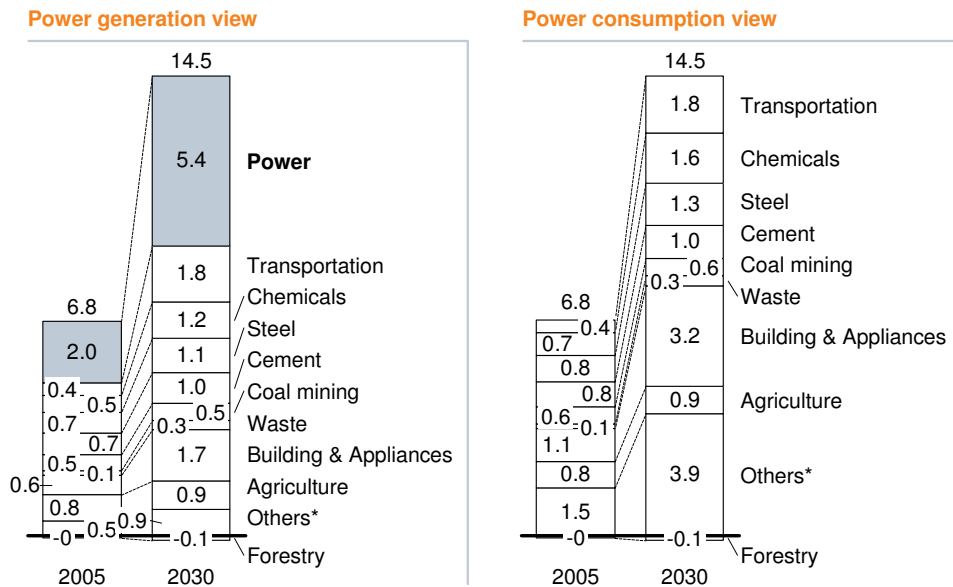 Power generation view
14.5
5.4
Power
1.8
Transportation
Chemicals
1.2
6.8
Steel
1.1
2.0
Cement
1.0
0.4
Coal mining
0.5
0.5
0.3
0.7
Waste
0.7
1.7
Building & Appliances
0.5
0.1
0.6
Agriculture
0.9
0.8
0.9
Others*
0.5
-0
-0.1
Forestry
2005
2030
Power consumption view
14.5
1.8
Transportation
1.6
Chemicals
1.3
Steel
1.0
Cement
0.6
Coal mining
0.3
Waste
6.8
0.4
3.2
Building & Appliances
0.7
0.8
0.8
0.9
Agriculture
0.6
0.1
1.1
0.8
3.9
Others*
1.5
-0
-0.1
Forestry
2005
2030